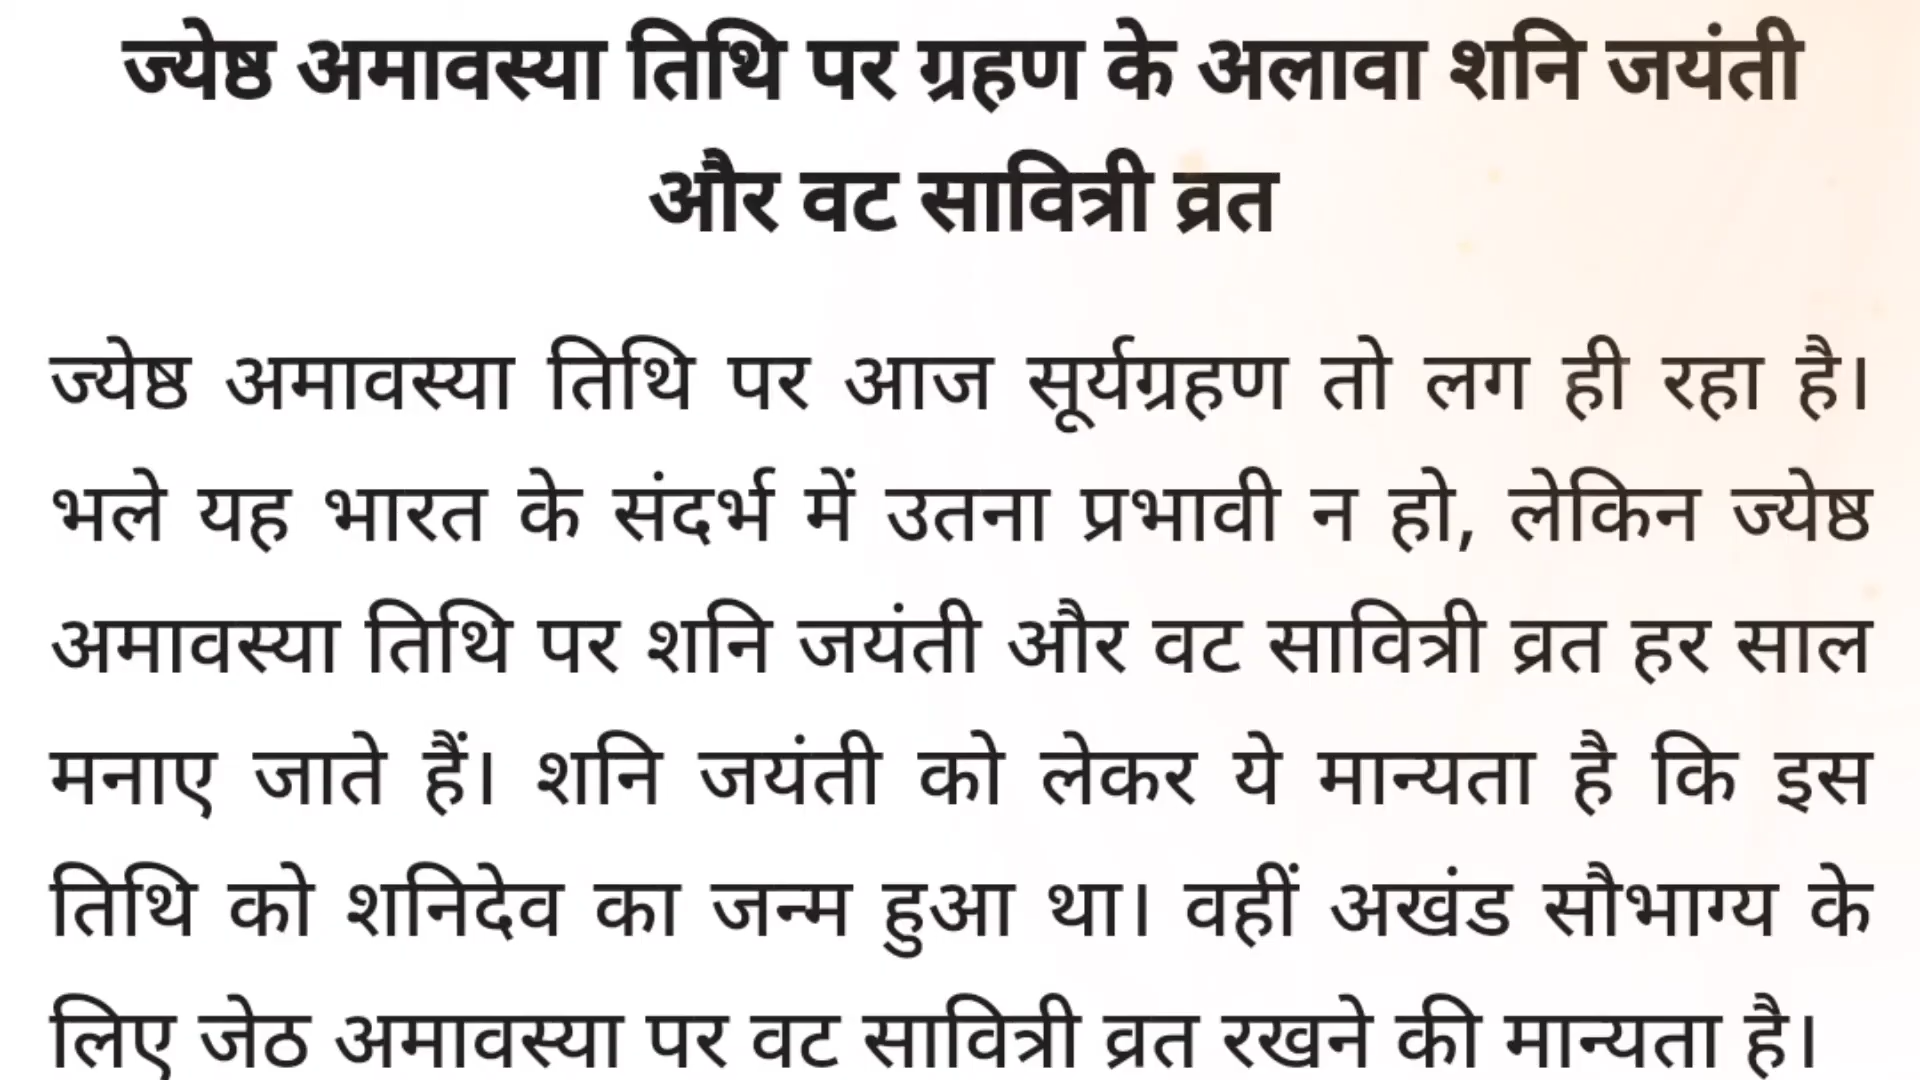 ज्येष्ठ अमावस्या तिथि पर ग्रहण के अलावा शनि जयंती
और वट सावित्री व्रत
ज्येष्ठ अमावस्या तिथि पर आज सूर्यग्रहण तो लग ही रहा है।
भले यह भारत के संदर्भ में उतना प्रभावी न हो, लेकिन ज्येष्ठ
अमावस्या तिथि पर शनि जयंती और वट सावित्री व्रत हर साल
मनाए जाते हैं। शनि जयंती को लेकर ये मान्यता है कि इस
तिथि को शनिदेव का जन्म हुआ था। वहीं अखंड सौभाग्य के
लिए जेठ अमावस्या पर वट सावित्री व्रत रखने की मान्यता है।